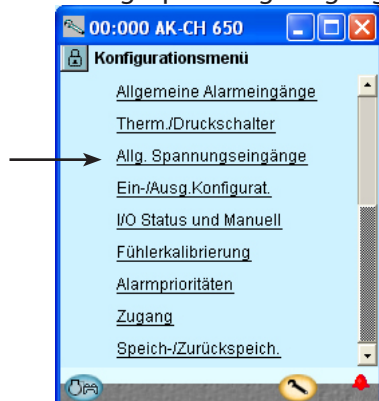 00:000 AK-CH 650
Konfigurationsmenü
Allgemeine Alarmeingänge
Therm./Druckschalter
Allg. Spannungseingänge
Ein-/Ausg.Konfigurat.
I/O Status und Manuell
Fühlerkalibrierung
Alarmprioritäten
Zugang
Speich-/Zurückspeich.